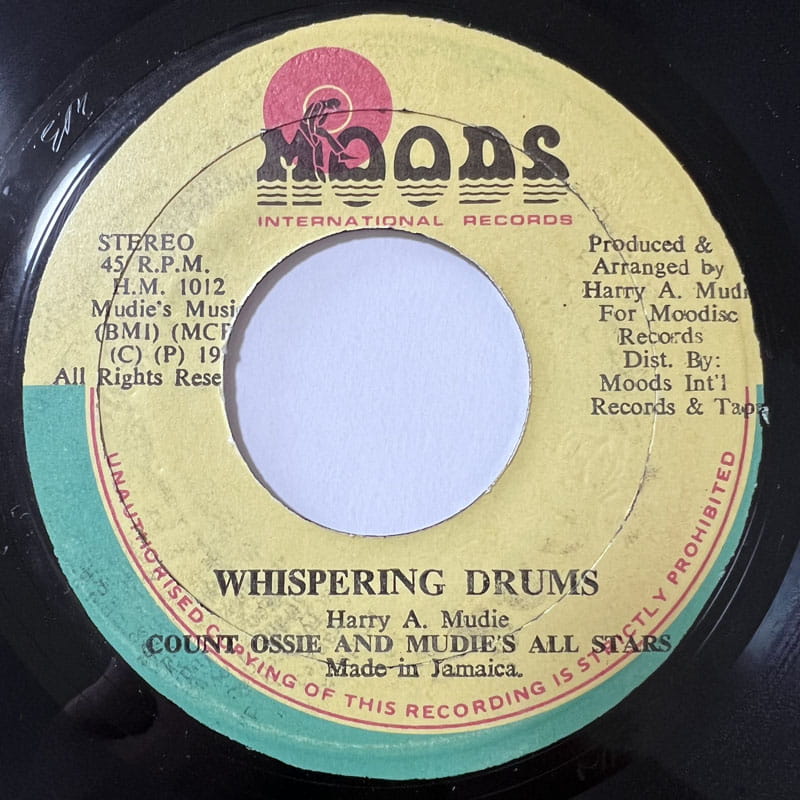 MOODS
INTERNATIONAL RECORDS
STEREO
45 R.P.M.
H.M. 1012
Mudie's Musi
(BMI) (MCP
(C) (P) 19
All Rights Rese
Produced &
Arranged by
Harry A. Mudi
For Moodisc
Records
Dist. By:
Moods Int'l
Records & Tape
WHISPERING DRUMS
Harry A. Mudie
COUNT OSSIE AND MUDIE'S ALL STARS
Made in Jamaica.
UNAUTHORISED COPYING OF THIS RECORDING IS STRICTLY PROHIBITED